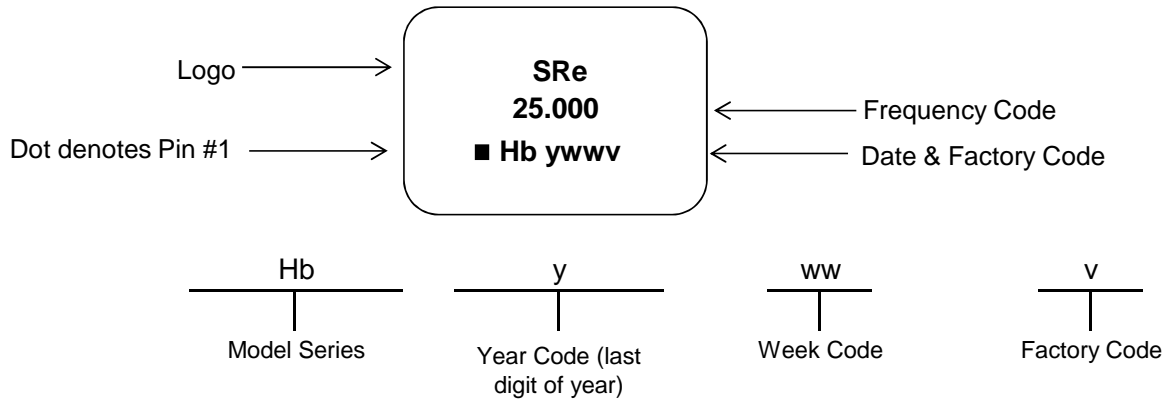 Logo
SRe
25.000
Frequency Code
Dot denotes Pin #1
■ Hb ywwv
Date & Factory Code
Hb
y
ww
v
Model Series
Year Code (last
digit of year)
Week Code
Factory Code